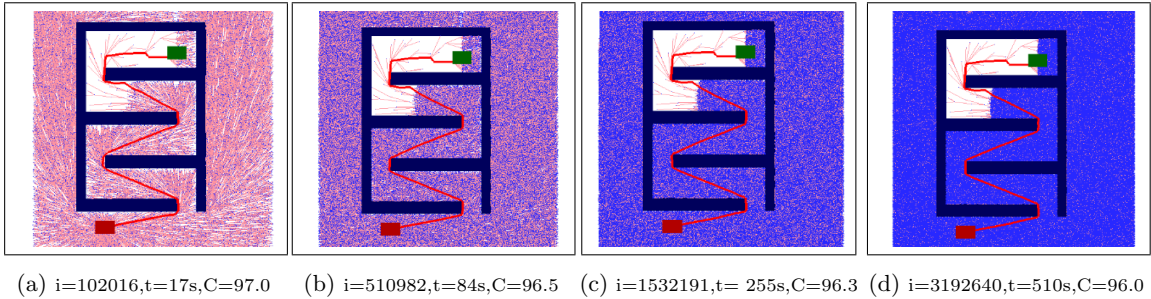 (a) i=102016,t=17s,C=97.0
(b) i=510982,t=84s,C=96.5
(c) i=1532191,t= 255s,C=96.3
(d) i=3192640,t=510s,C=96.0